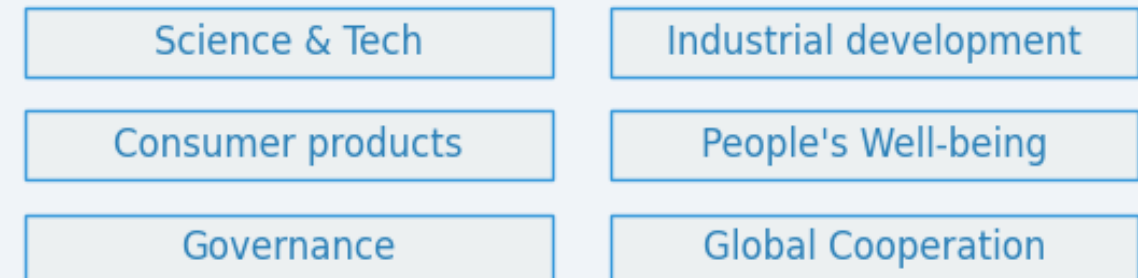 Science & Tech
Industrial development
Consumer products
People's Well-being
Governance
Global Cooperation